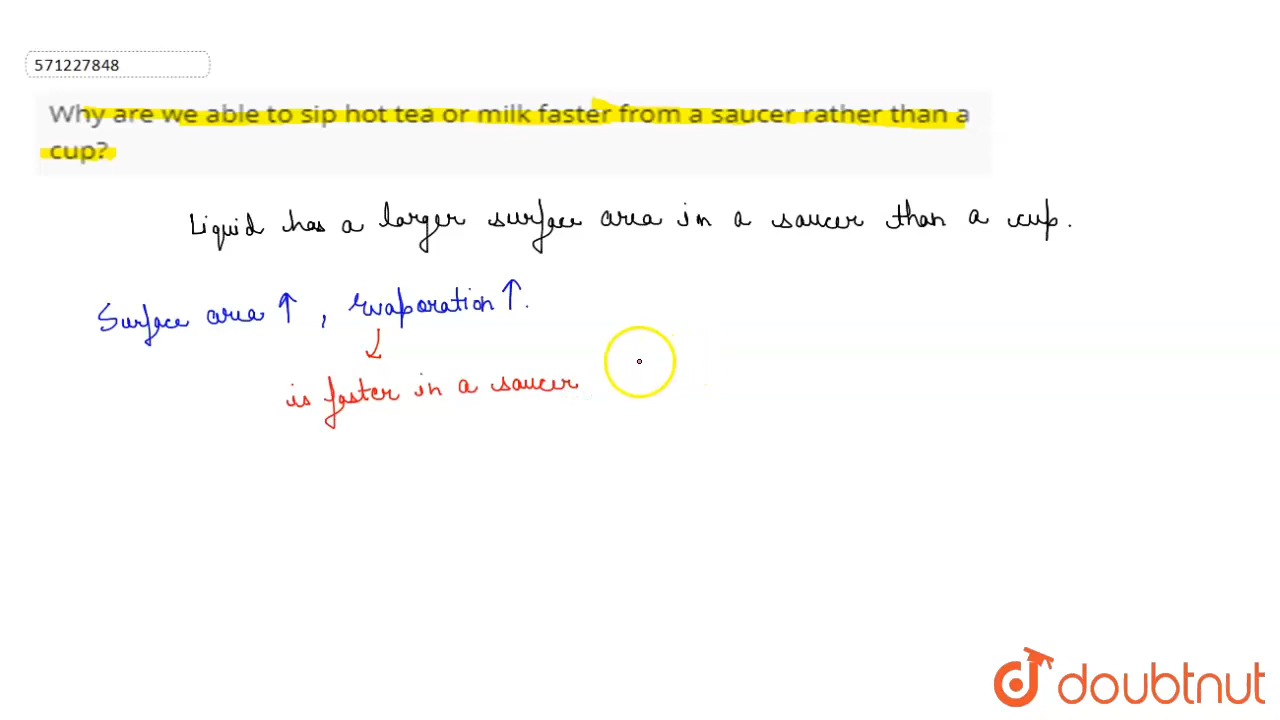 571227848
Why are we able to sip hot tea or milk faster from a saucer rather than a
cup?
Liquid has a larger surface area in a saucer than a cup.
Surface area ↑, Evaporation ↑.
↓
is faster in a saucer
doubtnut